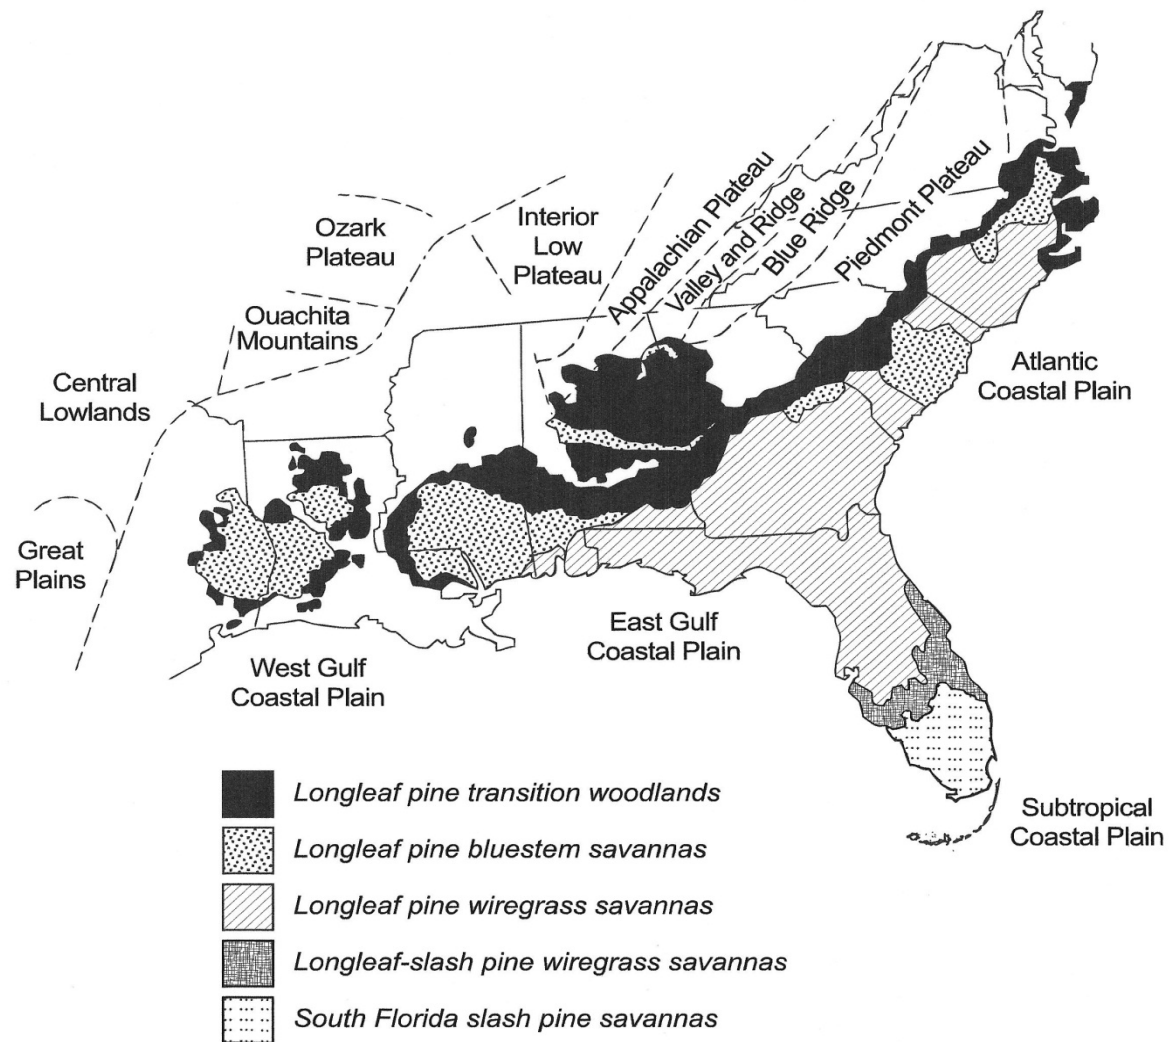 Appalachian Plateau
Valley and Ridge
Blue Ridge
Piedmont Plateau
Ozark
Plateau
Interior
Low
Plateau
Ouachita
Mountains
Central
Lowlands
Great
Plains
Atlantic
Coastal Plain
East Gulf
Coastal Plain
West Gulf
Coastal Plain
Subtropical
Coastal Plain
Longleaf pine transition woodlands
Longleaf pine bluestem savannas
Longleaf pine wiregrass savannas
Longleaf-slash pine wiregrass savannas
South Florida slash pine savannas